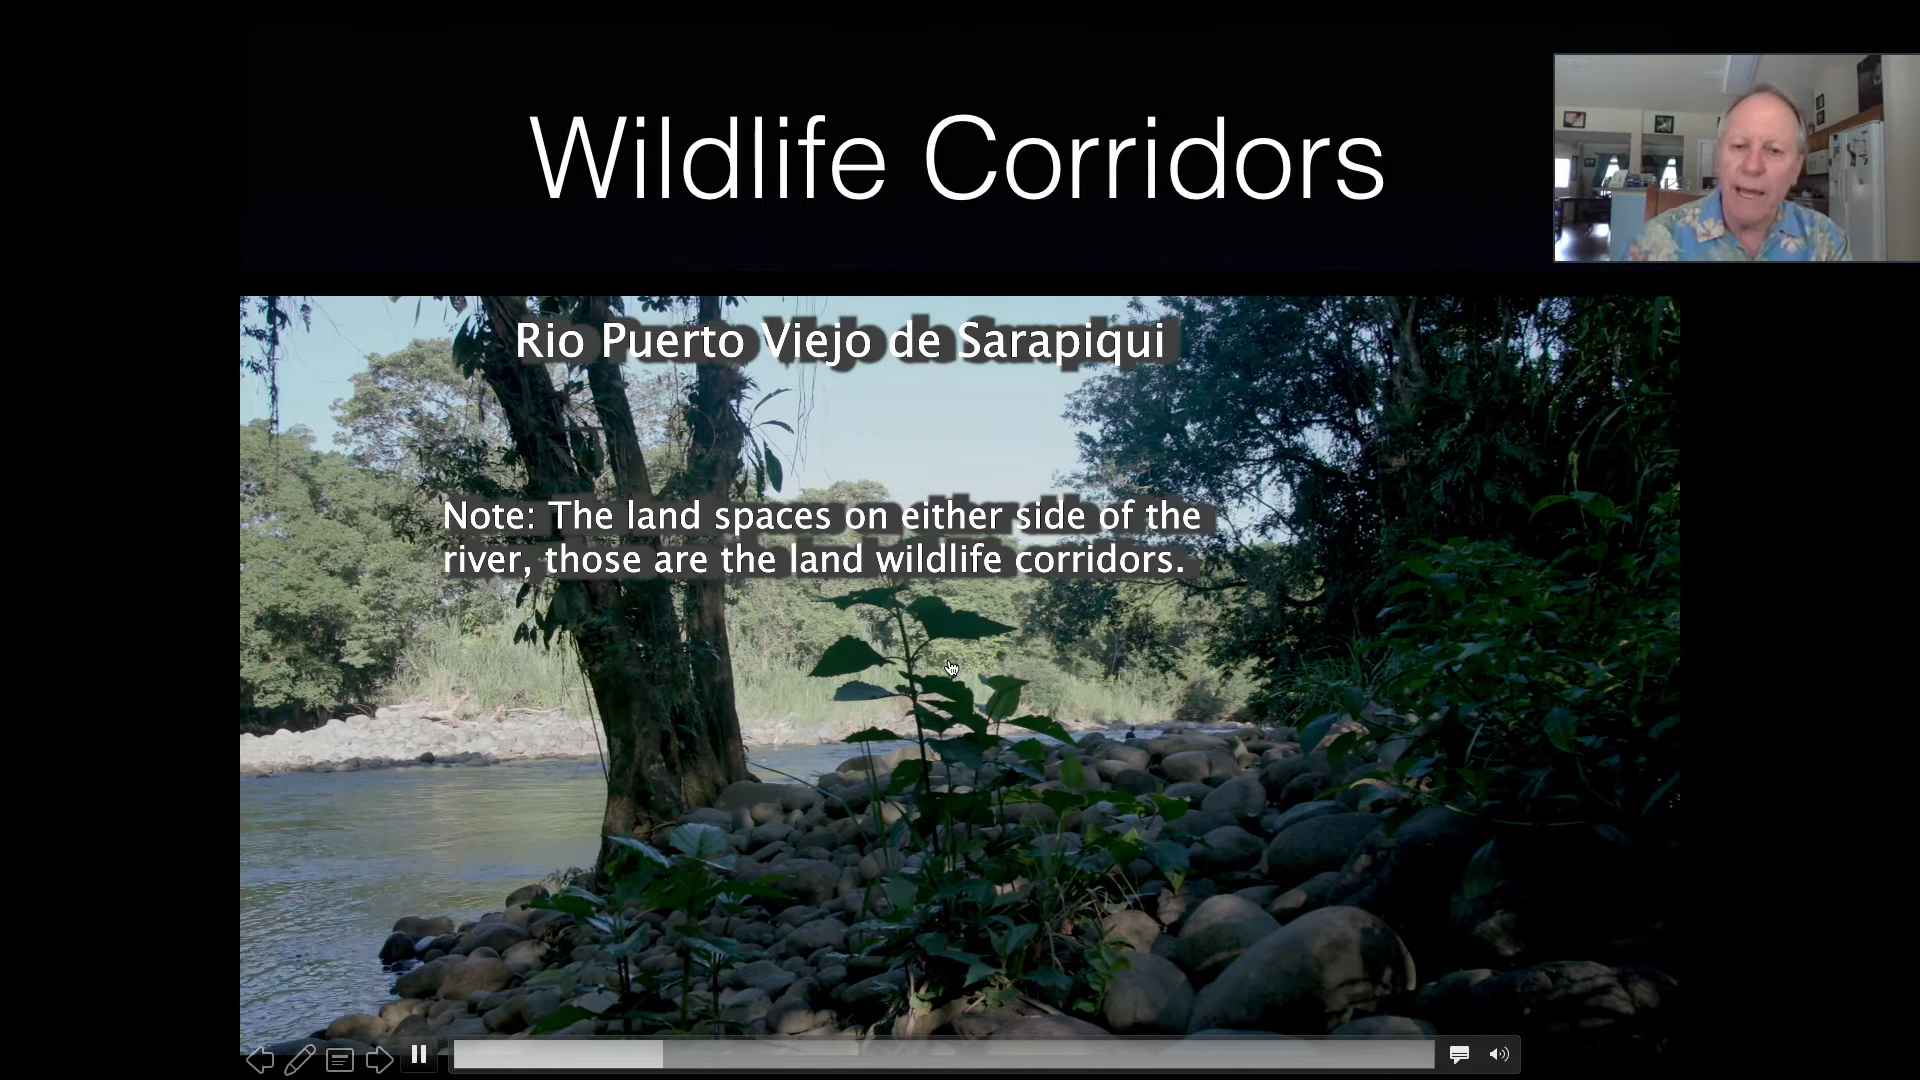 Wildlife Corridors
Rio Puerto Viejo de Sarapiqui
Note: The land spaces on either side of the
river, those are the land wildlife corridors.